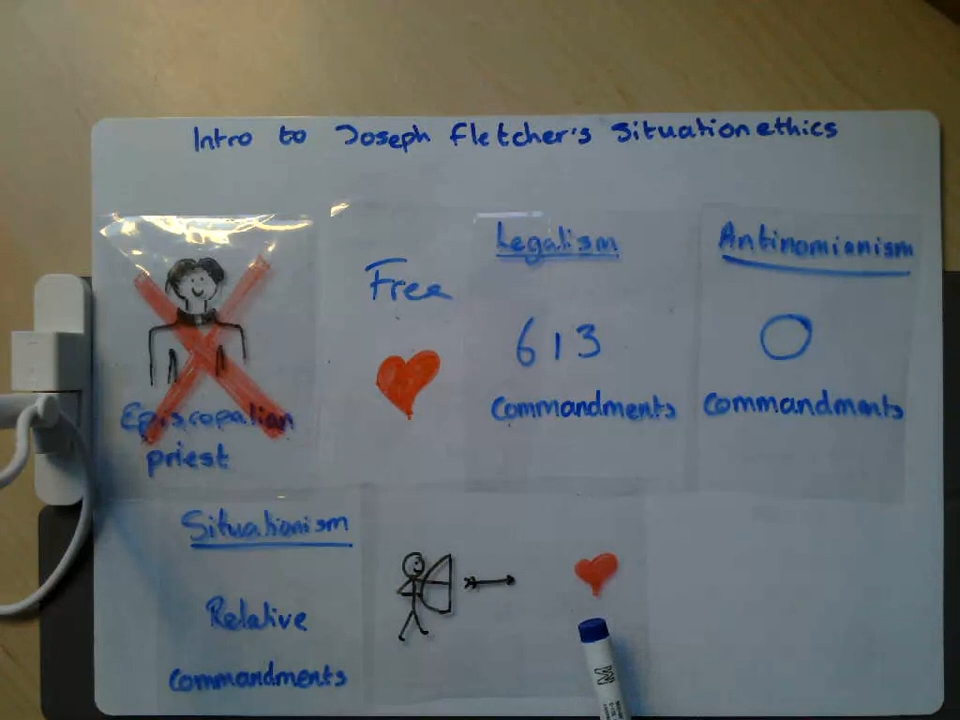 Intro to Joseph Fletcher's Situation ethics
Episcopalian
priest
Free
Legalism
613
Commandments
Antinomianism
0
Commandments
Situationism
Relative
Commandments